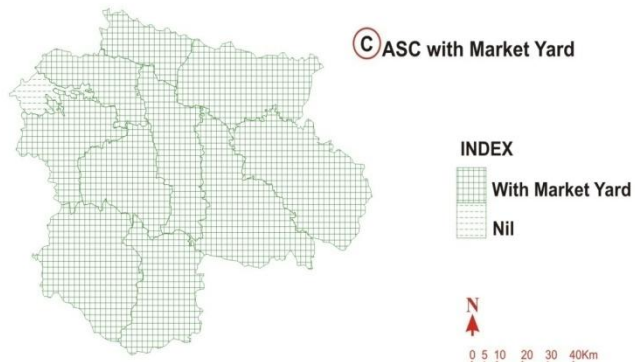 C ASC with Market Yard
INDEX
With Market Yard
Nil
N
0 5 10 20 30 40Km